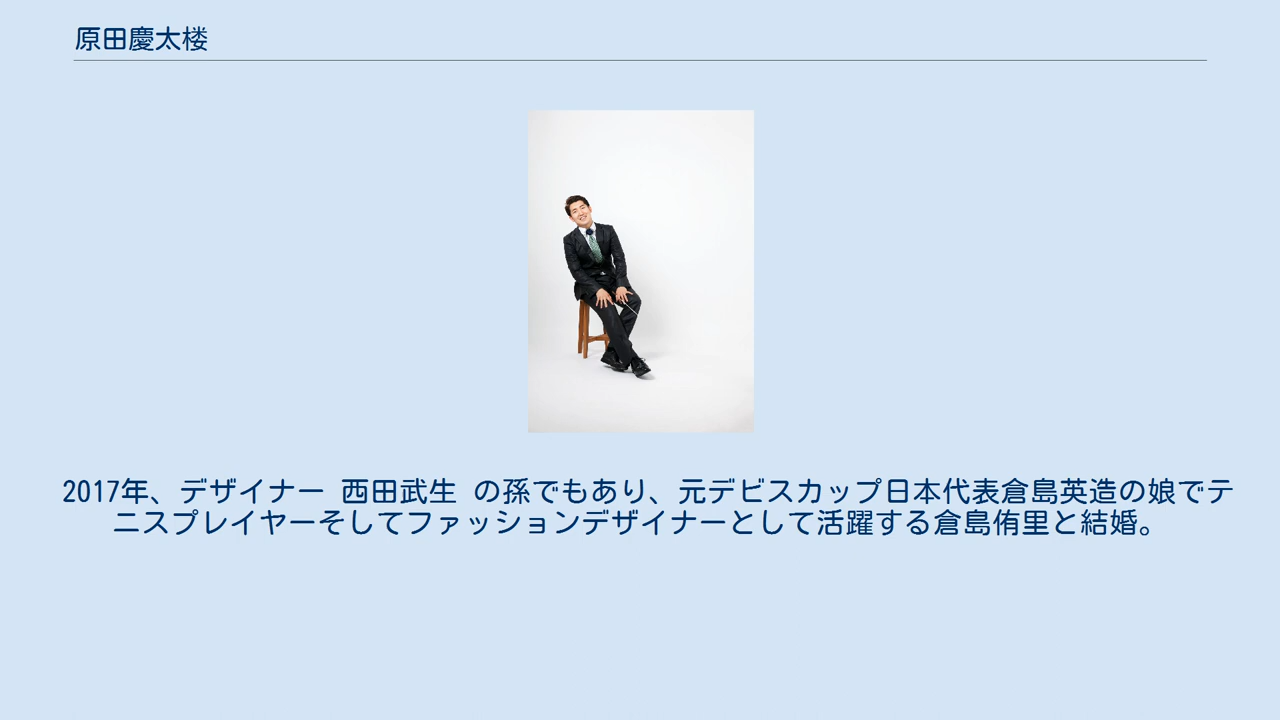 原田慶太楼
2017年、デザイナー 西田武生 の孫でもあり、元デビスカップ日本代表倉島英造の娘でテ
ニスプレイヤーそしてファッションデザイナーとして活躍する倉島侑里と結婚。